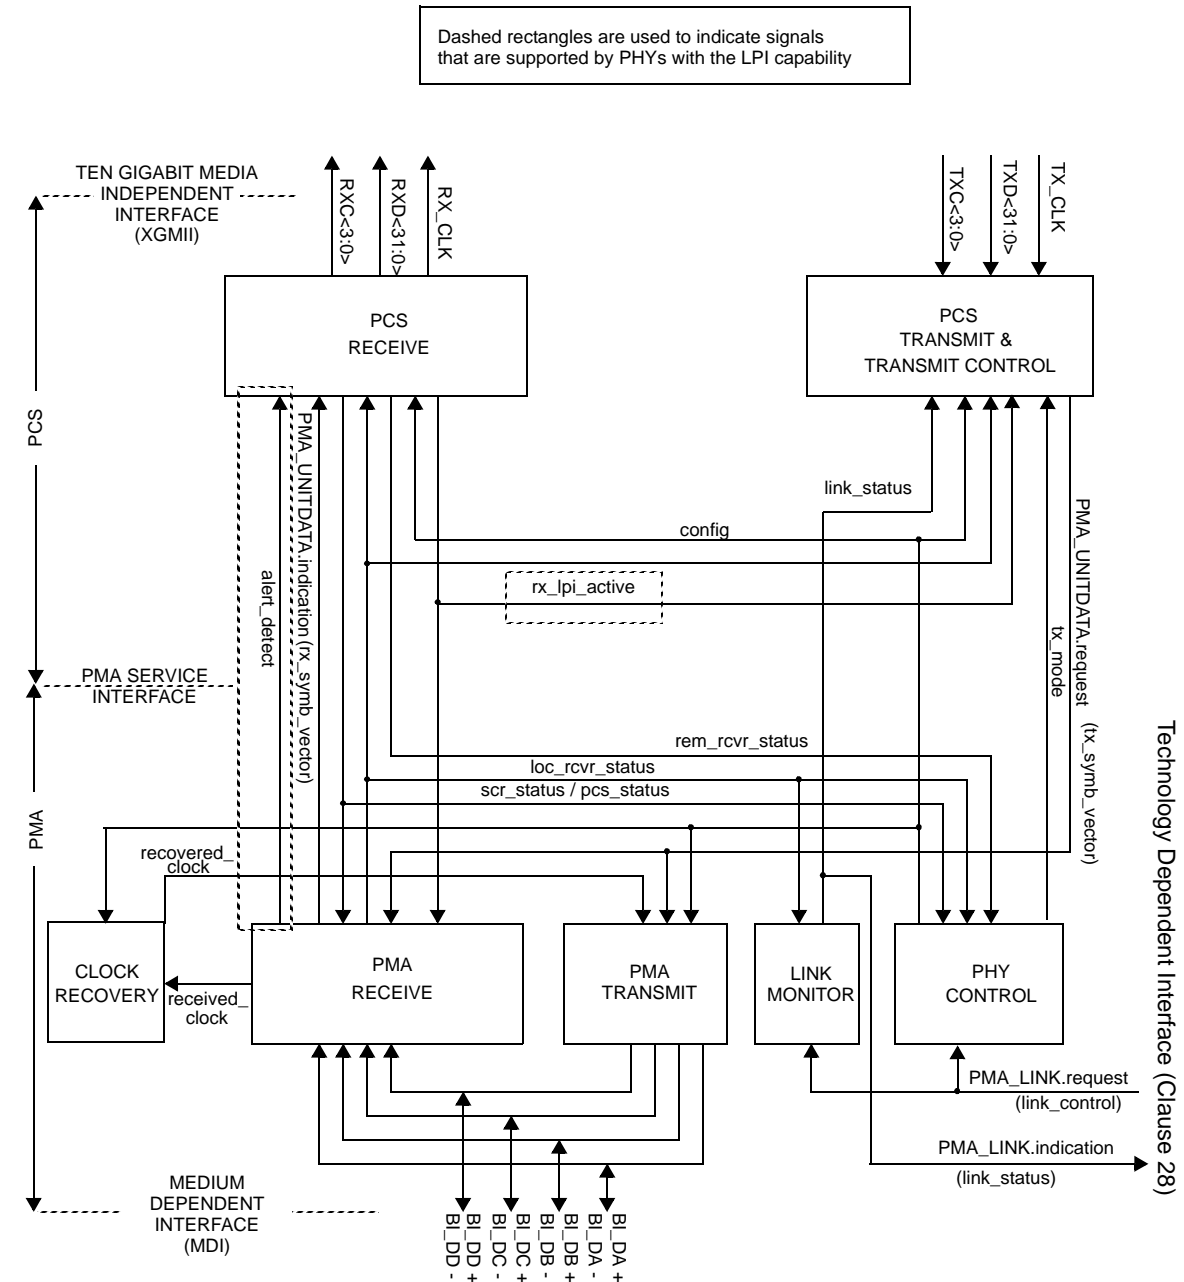 Dashed rectangles are used to indicate signals
that are supported by PHYs with the LPI capability
TEN GIGABIT MEDIA
INDEPENDENT
INTERFACE
(XGMII)
RXC<3:0>
RXD<31:0>
RX_CLK
TXC<3:0>
TXD<31:0>
TX_CLK
PCS
RECEIVE
PCS
TRANSMIT &
TRANSMIT CONTROL
PCS
alert_detect
PMA_UNITDATA.indication (rx_symb_vector)
link_status
config
rx_lpi_active
tx_mode
PMA_UNITDATA.request
(tx_symb_vector)
PMA SERVICE
INTERFACE
PMA
rem_rcvr_status
loc_rcvr_status
scr_status / pcs_status
recovered_
clock
CLOCK
RECOVERY
received_
clock
PMA
RECEIVE
PMA
TRANSMIT
LINK
MONITOR
PHY
CONTROL
PMA_LINK.request
(link_control)
PMA_LINK.indication
(link_status)
Technology Dependent Interface (Clause 28)
MEDIUM
DEPENDENT
INTERFACE
(MDI)
BI_DD -
BI_DD +
BI_DC -
BI_DC +
BI_DB -
BI_DB +
BI_DA -
BI_DA +